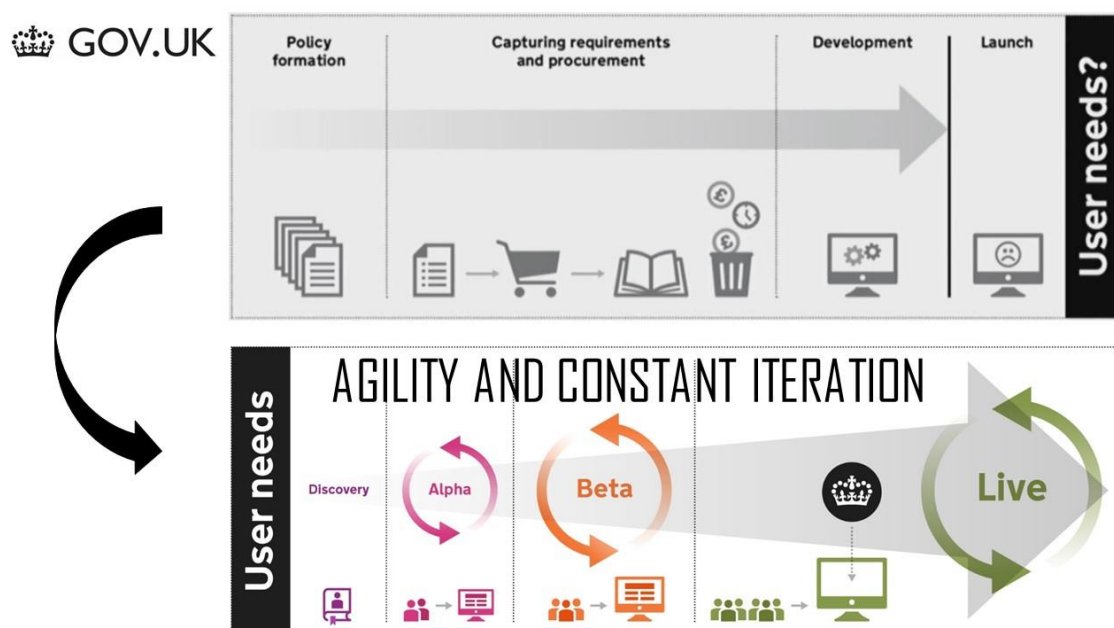 GOV.UK
Policy
formation
Capturing requirements
and procurement
Development
Launch
User needs?
£
£
User needs
AGILITY AND CONSTANT ITERATION
Discovery
Alpha
Beta
Live